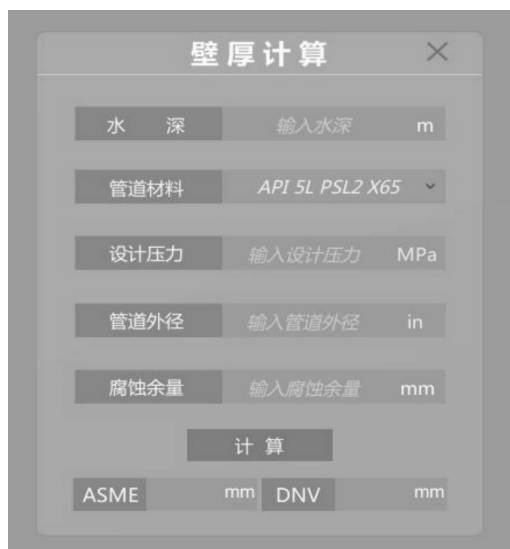 壁厚计算
水 深 输入水深 m
管道材料 API 5L PSL2 X65
设计压力 输入设计压力 MPa
管道外径 输入管道外径 in
腐蚀余量 输入腐蚀余量 mm
计 算
ASME mm DNV mm